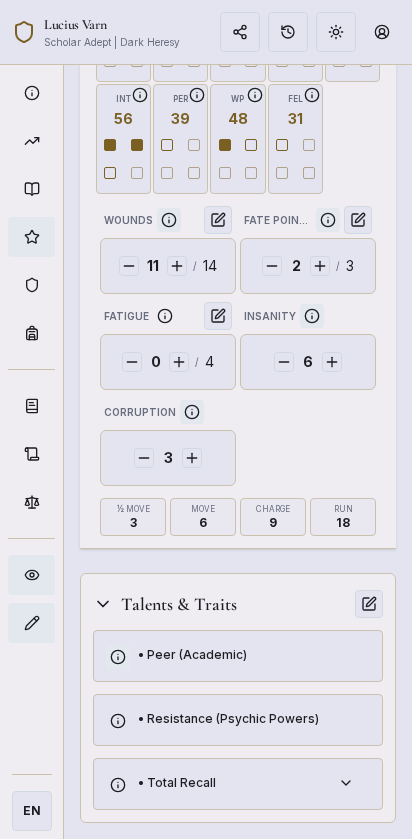 Lucius Varn
Scholar Adept | Dark Heresy
INT PER WP FEL
56 39 48 31
WOUNDS FATE POIN...
11 / 14 2 / 3
FATIGUE INSANITY
0 / 4 6
CORRUPTION
3
½ MOVE MOVE CHARGE RUN
3 6 9 18
Talents & Traits
• Peer (Academic)
• Resistance (Psychic Powers)
• Total Recall
EN